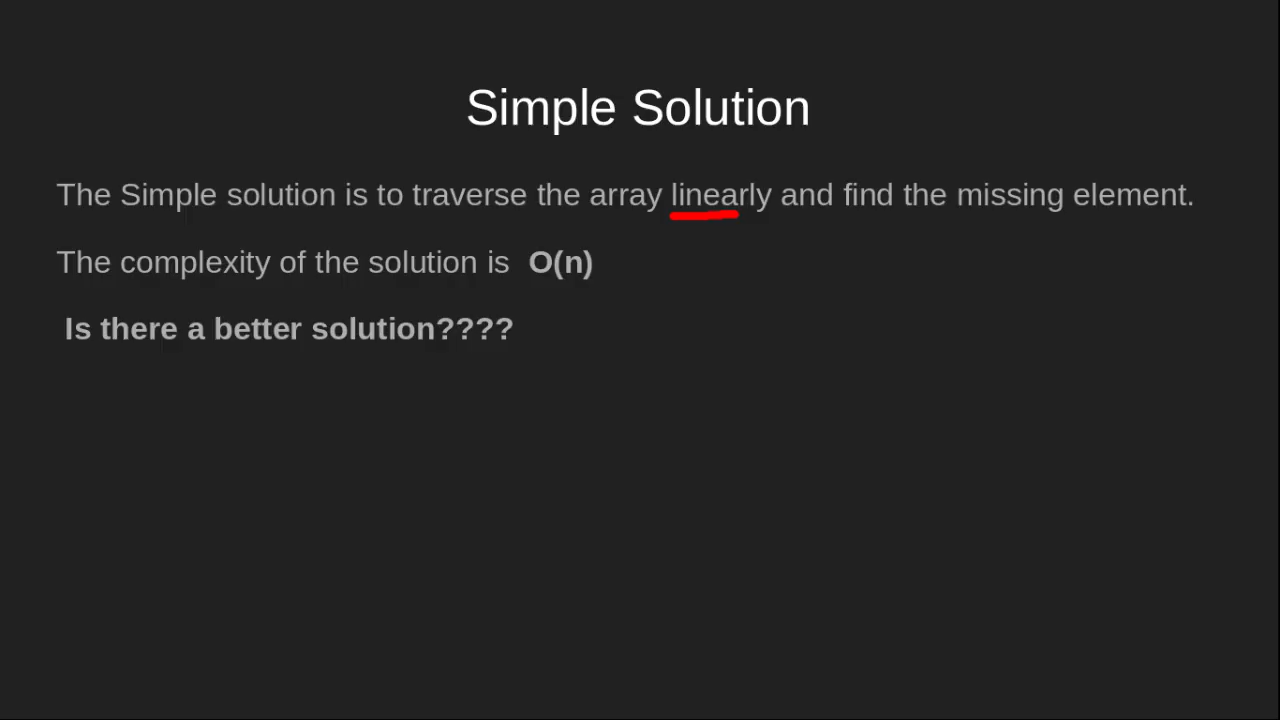 Simple Solution
The Simple solution is to traverse the array linearly and find the missing element.
The complexity of the solution is O(n)
Is there a better solution????